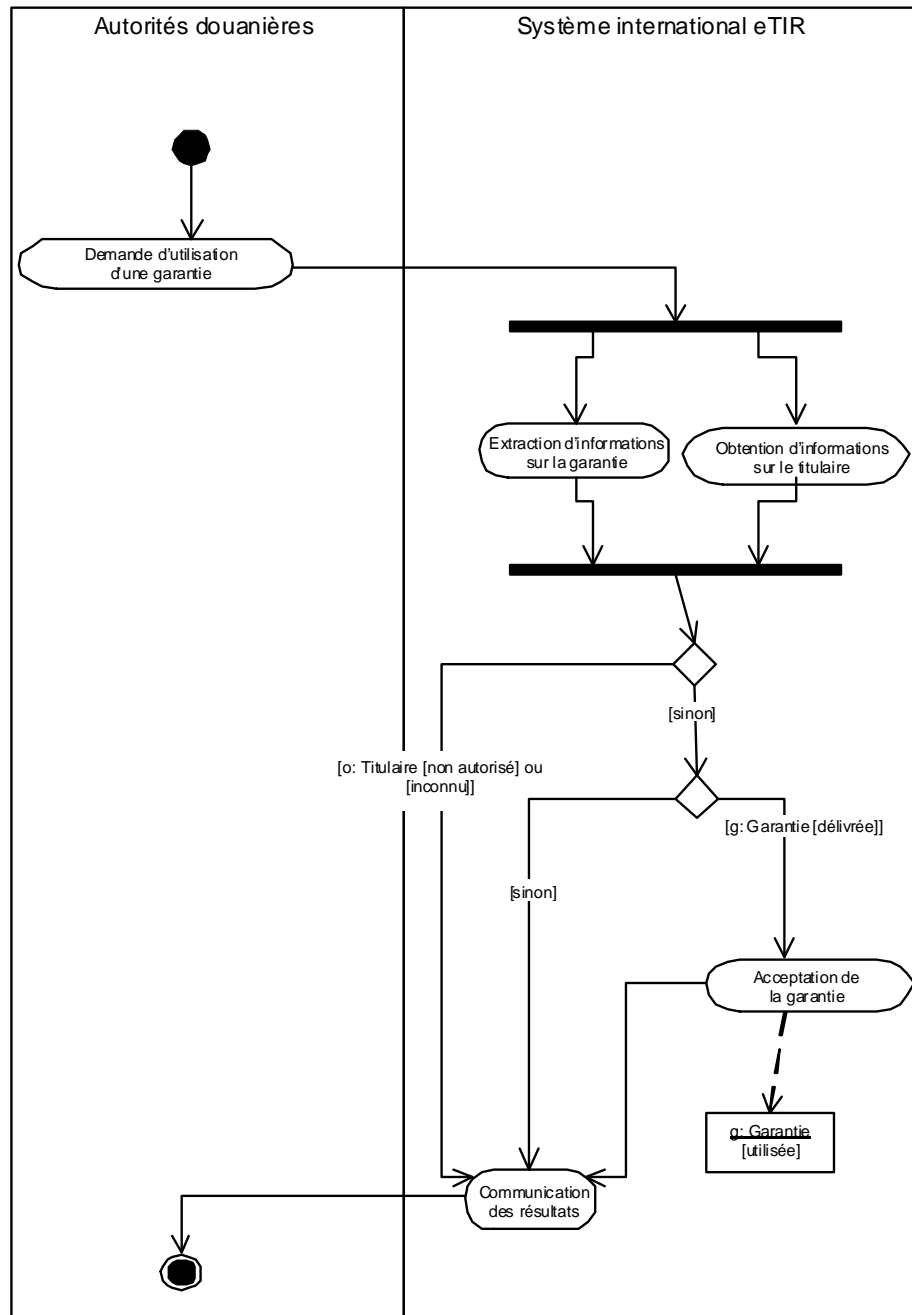 Autorités douanières
Système international eTIR
Demande d'utilisation
d'une garantie
Extraction d'informations
sur la garantie
Obtention d'informations
sur le titulaire
[sinon]
[o: Titulaire [non autorisé] ou
[inconnu]]
[g: Garantie [délivrée]]
[sinon]
Acceptation de
la garantie
g: Garantie
[utilisée]
Communication
des résultats